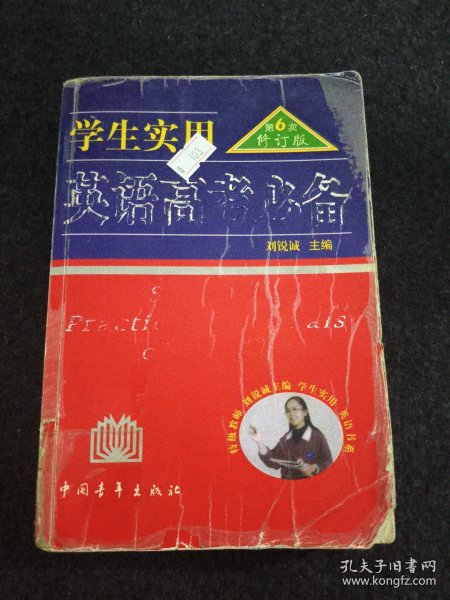 学生实用
第6次
修订版
103
英语高考必备
刘锐诚 主编
特级教师 刘锐诚主编 学生实用 英语书系
中国青年出版社
孔夫子旧书网
www.kongfz.com